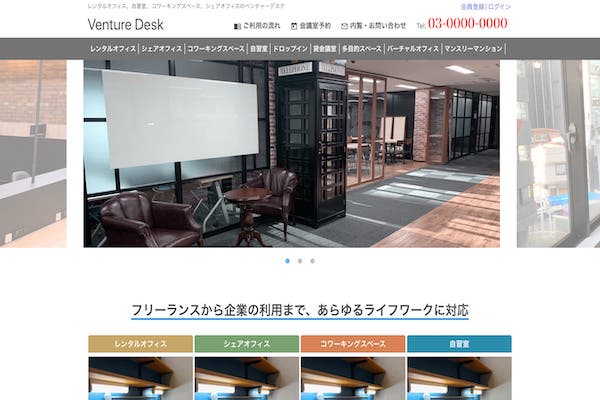 レンタルオフィス、自習室、コワーキングスペース、シェアオフィスのベンチャーデスク
会員登録 | ログイン
Venture Desk
ご利用の流れ 会議室予約 内覧・お問い合わせ Tel: 03-0000-0000
レンタルオフィス シェアオフィス コワーキングスペース 自習室 ドロップイン 貸会議室 多目的スペース バーチャルオフィス マンスリーマンション
TELEPHONE
フリーランスから企業の利用まで、あらゆるライフワークに対応
レンタルオフィス シェアオフィス コワーキングスペース 自習室